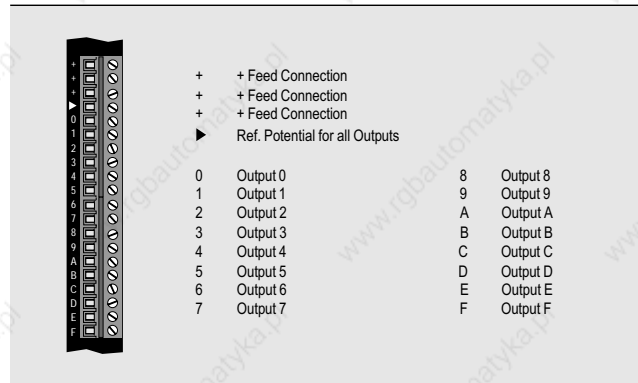 + + Feed Connection
+ + Feed Connection
+ + Feed Connection
▶ Ref. Potential for all Outputs
0 Output 0
1 Output 1
2 Output 2
3 Output 3
4 Output 4
5 Output 5
6 Output 6
7 Output 7
8 Output 8
9 Output 9
A Output A
B Output B
C Output C
D Output D
E Output E
F Output F
+
+
+
▶
0
1
2
3
4
5
6
7
8
9
A
B
C
D
E
F
www.rgbautomatyka.pl